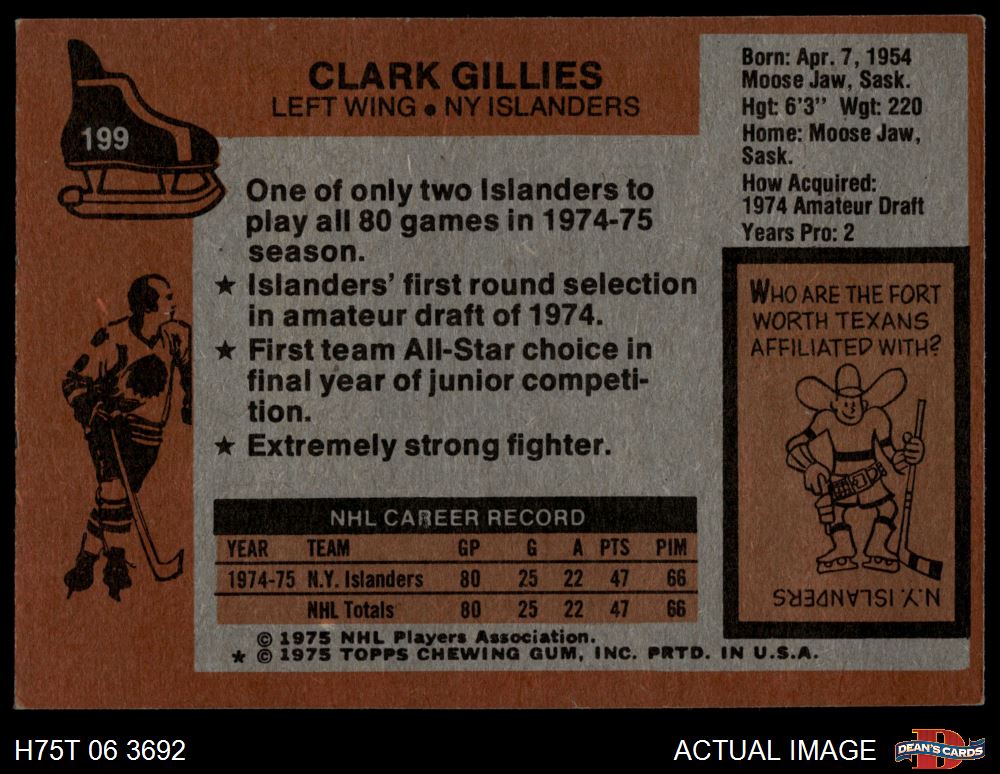 199
CLARK GILLIES
LEFT WING • NY ISLANDERS
Born: Apr. 7, 1954
Moose Jaw, Sask.
Hgt: 6'3'' Wgt: 220
Home: Moose Jaw,
Sask.
How Acquired:
1974 Amateur Draft
Years Pro: 2
One of only two Islanders to
play all 80 games in 1974-75
season.
★ Islanders' first round selection
in amateur draft of 1974.
★ First team All-Star choice in
final year of junior competi-
tion.
★ Extremely strong fighter.
WHO ARE THE FORT
WORTH TEXANS
AFFILIATED WITH?
N.Y. ISLANDERS
NHL CAREER RECORD
YEAR TEAM GP G A PTS PIM
1974-75 N.Y. Islanders 80 25 22 47 66
NHL Totals 80 25 22 47 66
© 1975 NHL Players Association.
★ © 1975 TOPPS CHEWING GUM, INC. PRTD. IN U.S.A.
H75T 06 3692
ACTUAL IMAGE
D
DEAN'S CARDS